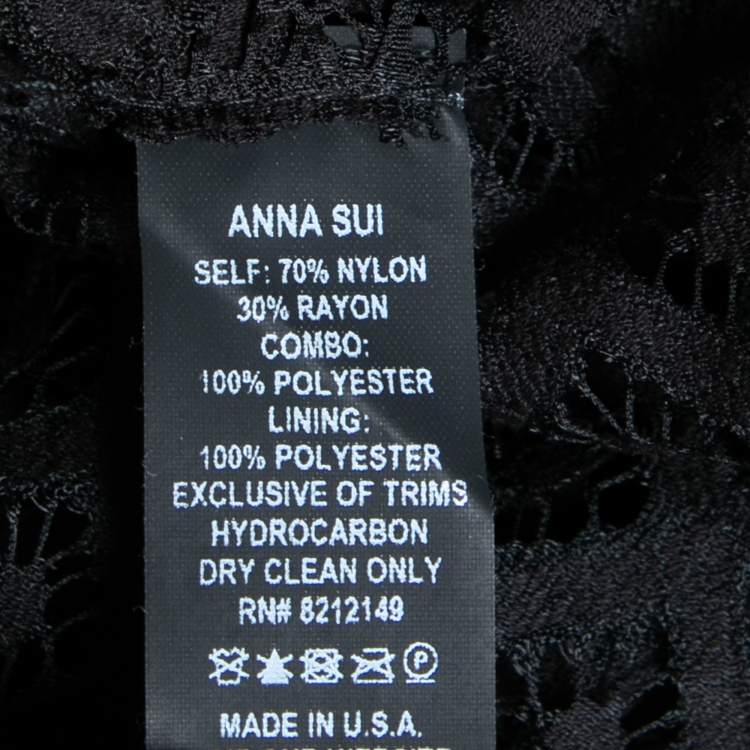 ANNA SUI
SELF: 70% NYLON
30% RAYON
COMBO:
100% POLYESTER
LINING:
100% POLYESTER
EXCLUSIVE OF TRIMS
HYDROCARBON
DRY CLEAN ONLY
RN# 8212149
P
MADE IN U.S.A.